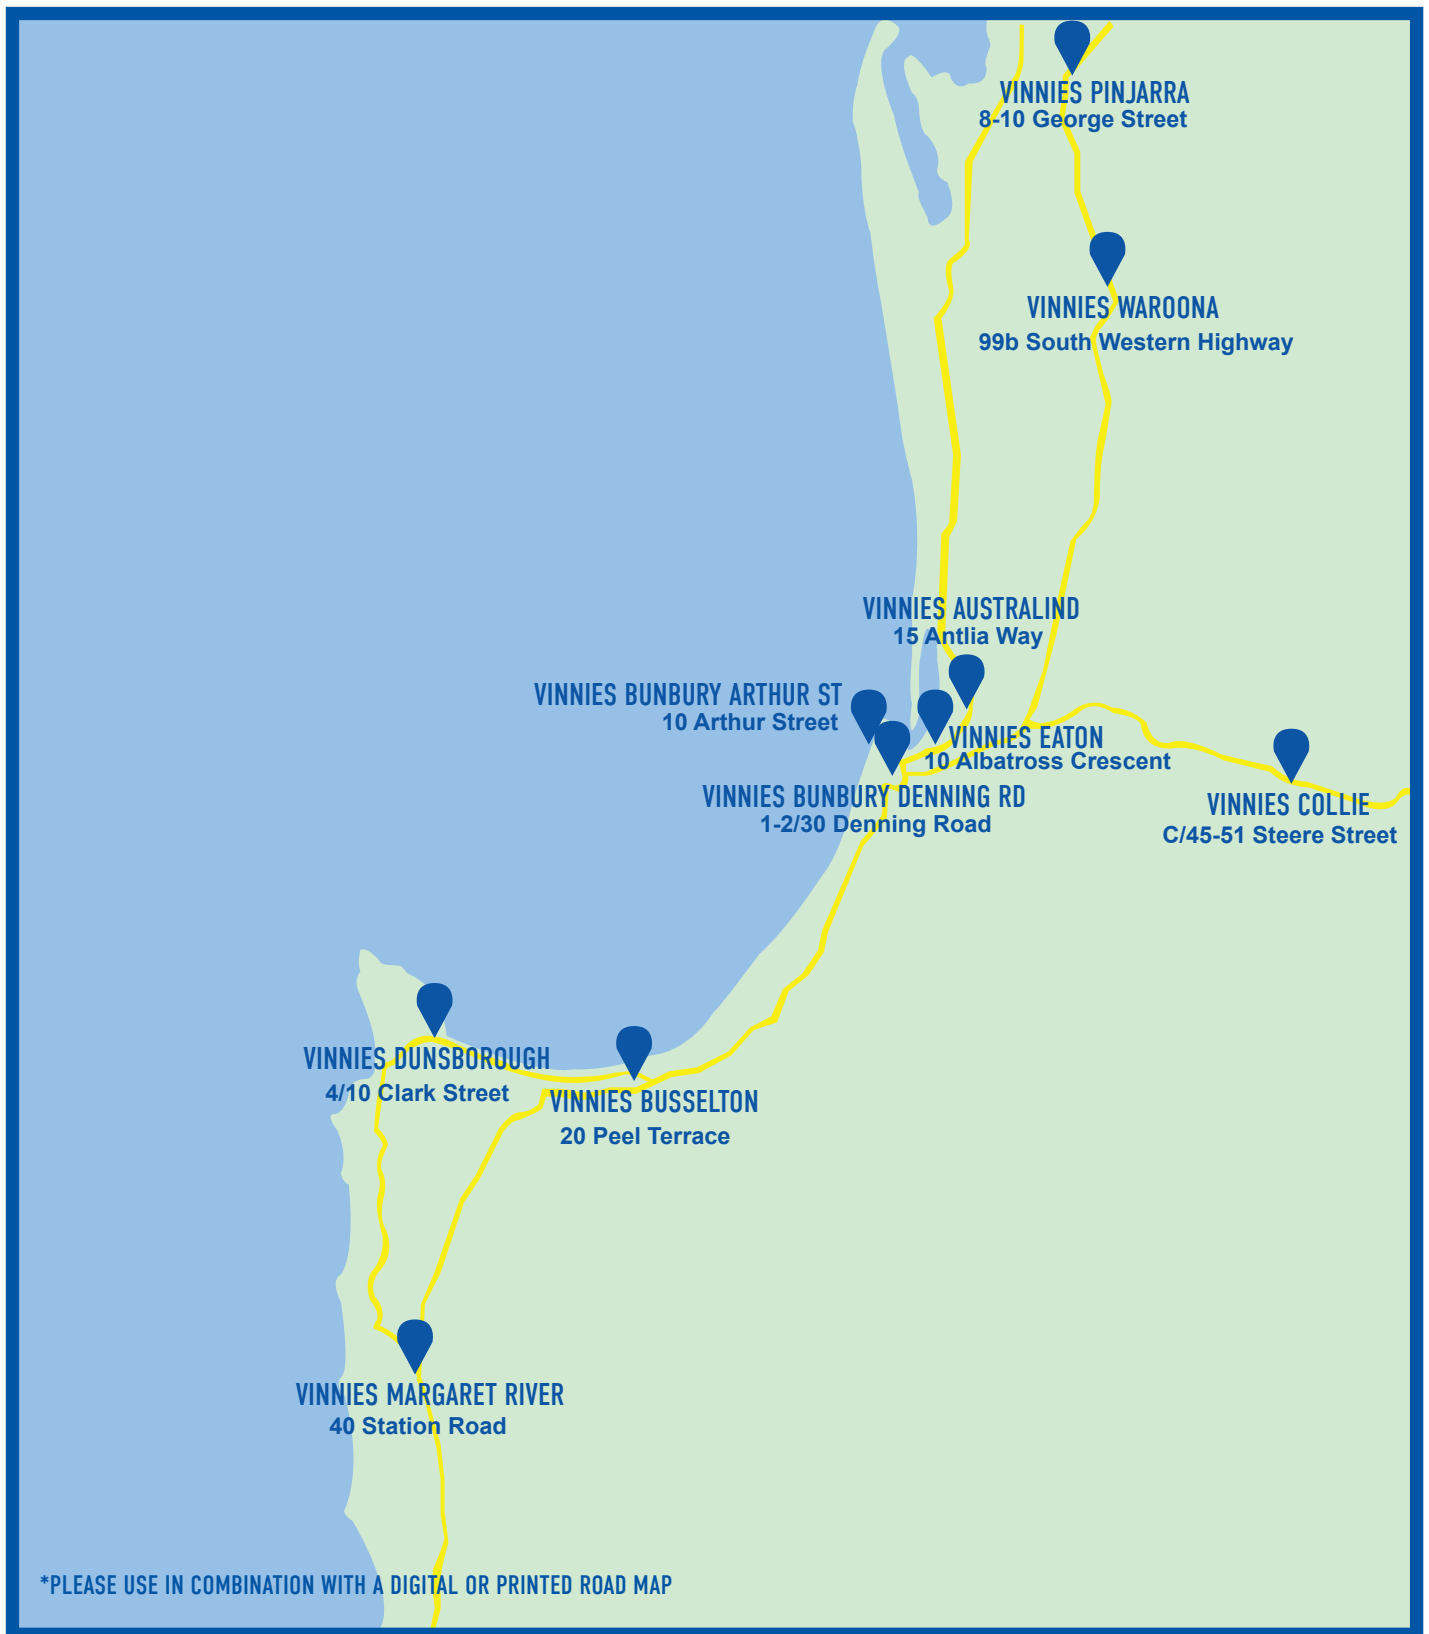 VINNIES PINJARRA
8-10 George Street
VINNIES WAROONA
99b South Western Highway
VINNIES AUSTRALIND
15 Antlia Way
VINNIES BUNBURY ARTHUR ST
10 Arthur Street
VINNIES EATON
10 Albatross Crescent
VINNIES BUNBURY DENNING RD
1-2/30 Denning Road
VINNIES COLLIE
C/45-51 Steere Street
VINNIES DUNSBOROUGH
4/10 Clark Street
VINNIES BUSSELTON
20 Peel Terrace
VINNIES MARGARET RIVER
40 Station Road
*PLEASE USE IN COMBINATION WITH A DIGITAL OR PRINTED ROAD MAP